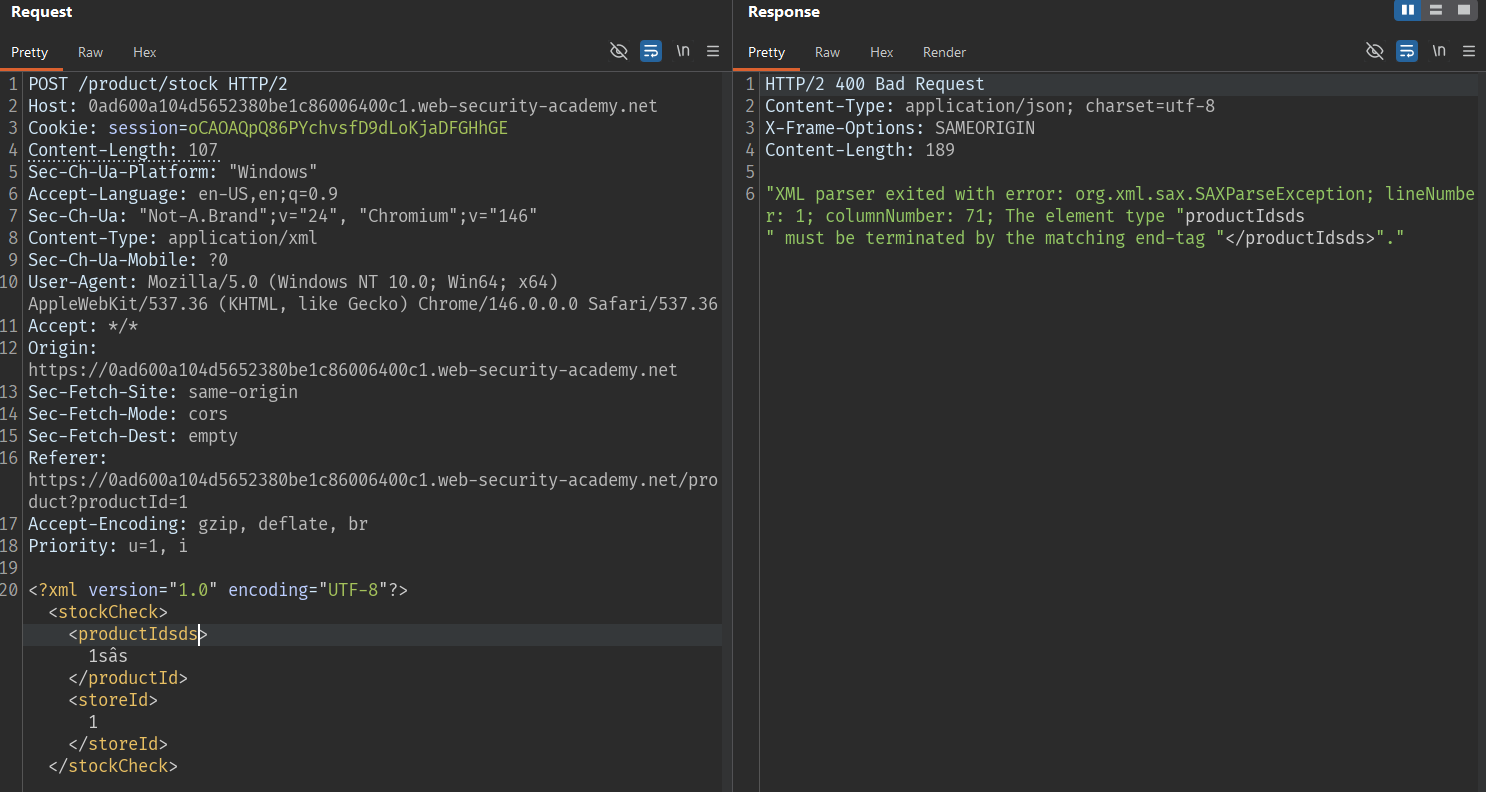 Request
Pretty Raw Hex \n
1 POST /product/stock HTTP/2
2 Host: 0ad600a104d5652380be1c86006400c1.web-security-academy.net
3 Cookie: session=oCAOAQpQ86PYchvsfD9dLoKjaDFGHhGE
4 Content-Length: 107
5 Sec-Ch-Ua-Platform: "Windows"
6 Accept-Language: en-US,en;q=0.9
7 Sec-Ch-Ua: "Not-A.Brand";v="24", "Chromium";v="146"
8 Content-Type: application/xml
9 Sec-Ch-Ua-Mobile: ?0
10 User-Agent: Mozilla/5.0 (Windows NT 10.0; Win64; x64)
AppleWebKit/537.36 (KHTML, like Gecko) Chrome/146.0.0.0 Safari/537.36
11 Accept: */*
12 Origin:
https://0ad600a104d5652380be1c86006400c1.web-security-academy.net
13 Sec-Fetch-Site: same-origin
14 Sec-Fetch-Mode: cors
15 Sec-Fetch-Dest: empty
16 Referer:
https://0ad600a104d5652380be1c86006400c1.web-security-academy.net/pro
duct?productId=1
17 Accept-Encoding: gzip, deflate, br
18 Priority: u=1, i
19
20 <?xml version="1.0" encoding="UTF-8"?>
<stockCheck>
<productIdsds>
1sâs
</productId>
<storeId>
1
</storeId>
</stockCheck>
Response
Pretty Raw Hex Render \n
1 HTTP/2 400 Bad Request
2 Content-Type: application/json; charset=utf-8
3 X-Frame-Options: SAMEORIGIN
4 Content-Length: 189
5
6 "XML parser exited with error: org.xml.sax.SAXParseException; lineNumbe
r: 1; columnNumber: 71; The element type "productIdsds
" must be terminated by the matching end-tag "</productIdsds>"."